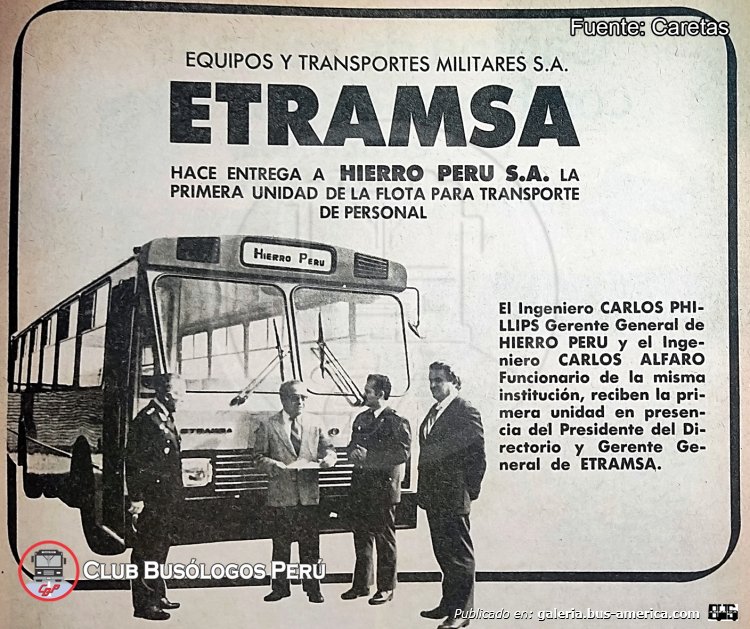 Fuente: Caretas
EQUIPOS Y TRANSPORTES MILITARES S.A.
ETRAMSA
HACE ENTREGA A HIERRO PERU S.A. LA
PRIMERA UNIDAD DE LA FLOTA PARA TRANSPORTE
DE PERSONAL
HIERRO PERU
El Ingeniero CARLOS PHI-
LLIPS Gerente General de
HIERRO PERU y el Inge-
niero CARLOS ALFARO
Funcionario de la misma
institución, reciben la pri-
mera unidad en presen-
cia del Presidente del Di-
rectorio y Gerente Ge-
neral de ETRAMSA.
ETRAMSA
CBP
CLUB BUSÓLOGOS PERÚ
Publicado en: galeria.bus-america.com
BUS